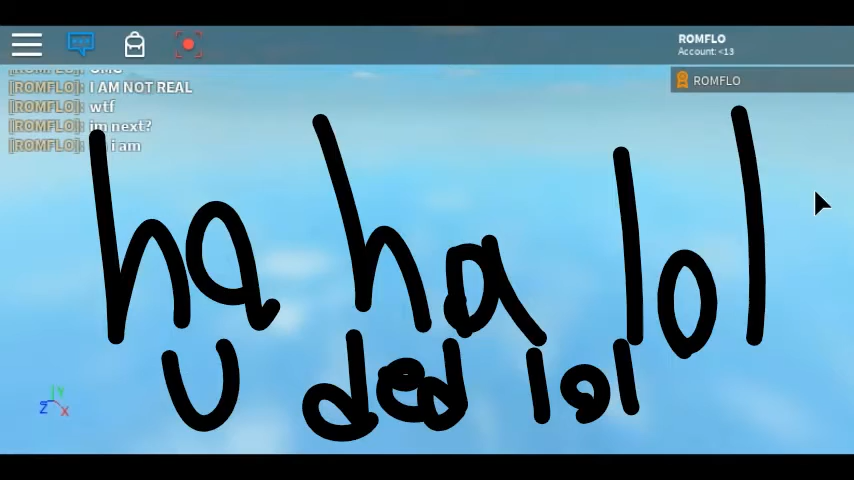 ROMFLO
Account: <13
ROMFLO
[ROMFLO]: OMG
[ROMFLO]: I AM NOT REAL
[ROMFLO]: wtf
[ROMFLO]: im next?
[ROMFLO]: i am
ha ha lol
u ded lol
Y
Z X